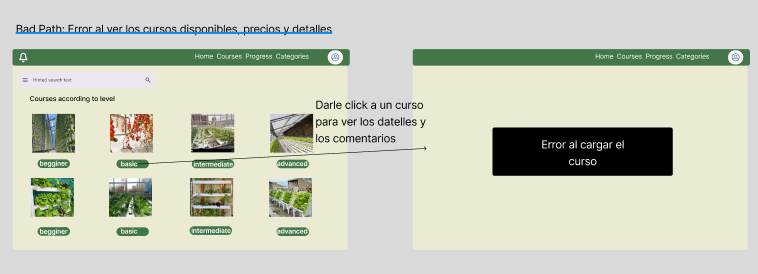 Bad Path: Error al ver los cursos disponibles, precios y detalles
Home Courses Progress Categories
Hinted search text
Courses according to level
begginer
basic
intermediate
advanced
begginer
basic
intermediate
advanced
Darle click a un curso
para ver los datelles y
los comentarios
Home Courses Progress Categories
Error al cargar el
curso